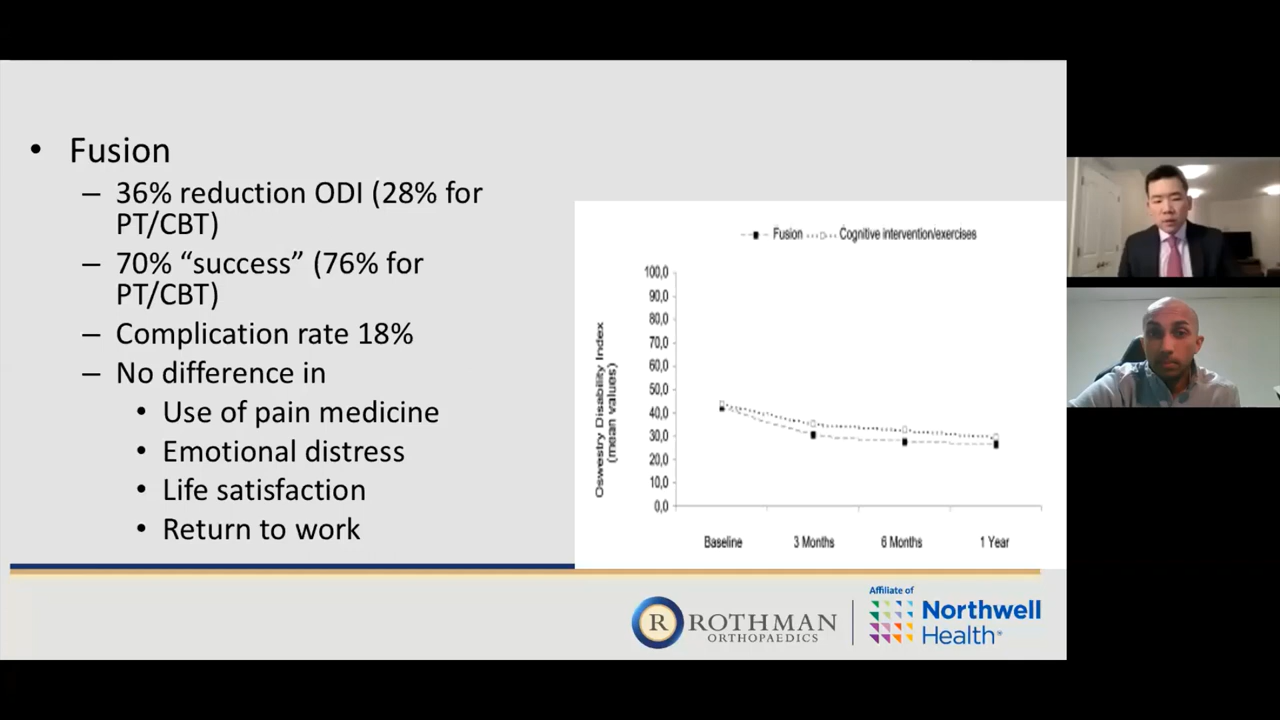 • Fusion
– 36% reduction ODI (28% for
PT/CBT)
– 70% “success” (76% for
PT/CBT)
– Complication rate 18%
– No difference in
• Use of pain medicine
• Emotional distress
• Life satisfaction
• Return to work
Fusion Cognitive intervention/exercises
Oswestry Disability Index
(mean values)
100,0
90,0
80,0
70,0
60,0
50,0
40,0
30,0
20,0
10,0
0,0
Baseline 3 Months 6 Months 1 Year
R ROTHMAN
ORTHOPAEDICS
Affiliate of
Northwell
Health®